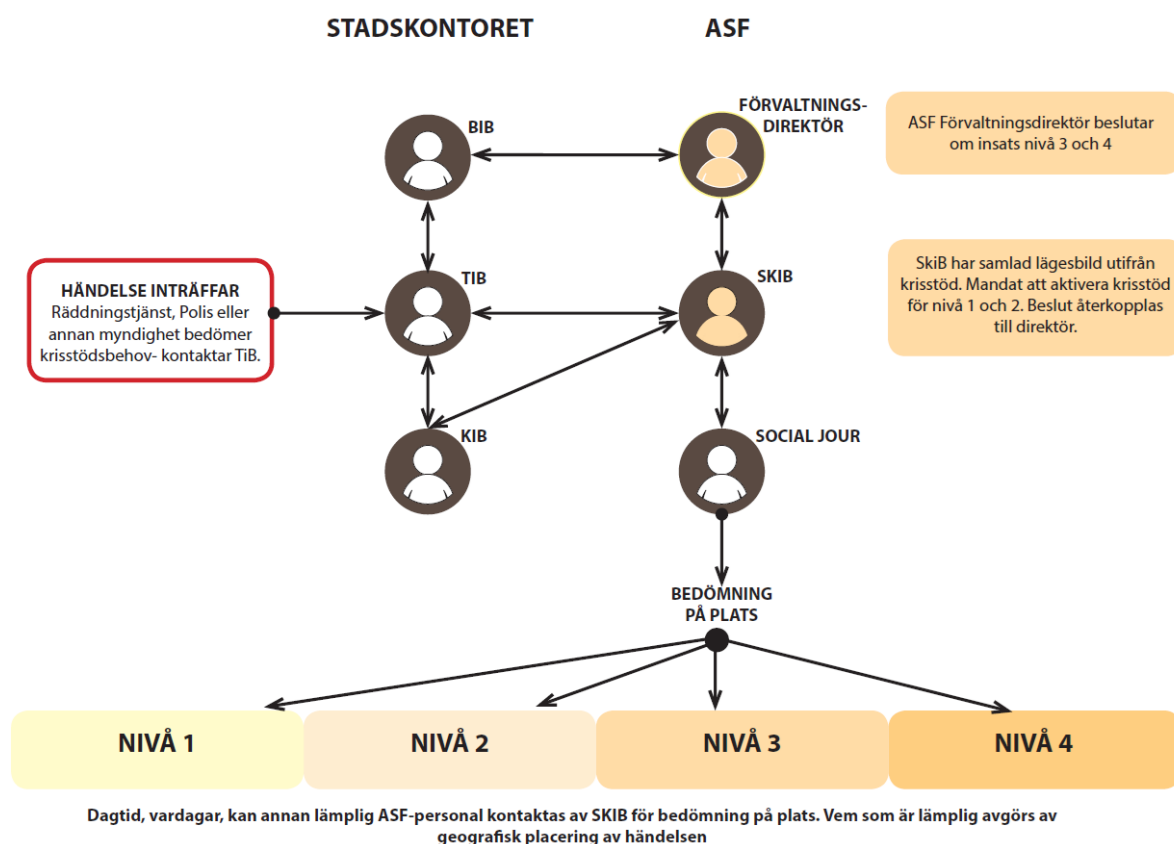 STADSKONTORET
ASF
BIB
FÖRVALTNINGS-
DIREKTÖR
ASF Förvaltningsdirektör beslutar
om insats nivå 3 och 4
HÄNDELSE INTRÄFFAR
Räddningstjänst, Polis eller
annan myndighet bedömer
krisstödsbehov- kontaktar TiB.
TIB
SKIB
SkiB har samlad lägesbild utifrån
krisstöd. Mandat att aktivera krisstöd
för nivå 1 och 2. Beslut återkopplas
till direktör.
KIB
SOCIAL JOUR
BEDÖMNING
PÅ PLATS
NIVÅ 1
NIVÅ 2
NIVÅ 3
NIVÅ 4
Dagtid, vardagar, kan annan lämplig ASF-personal kontaktas av SKIB för bedömning på plats. Vem som är lämplig avgörs av
geografisk placering av händelsen